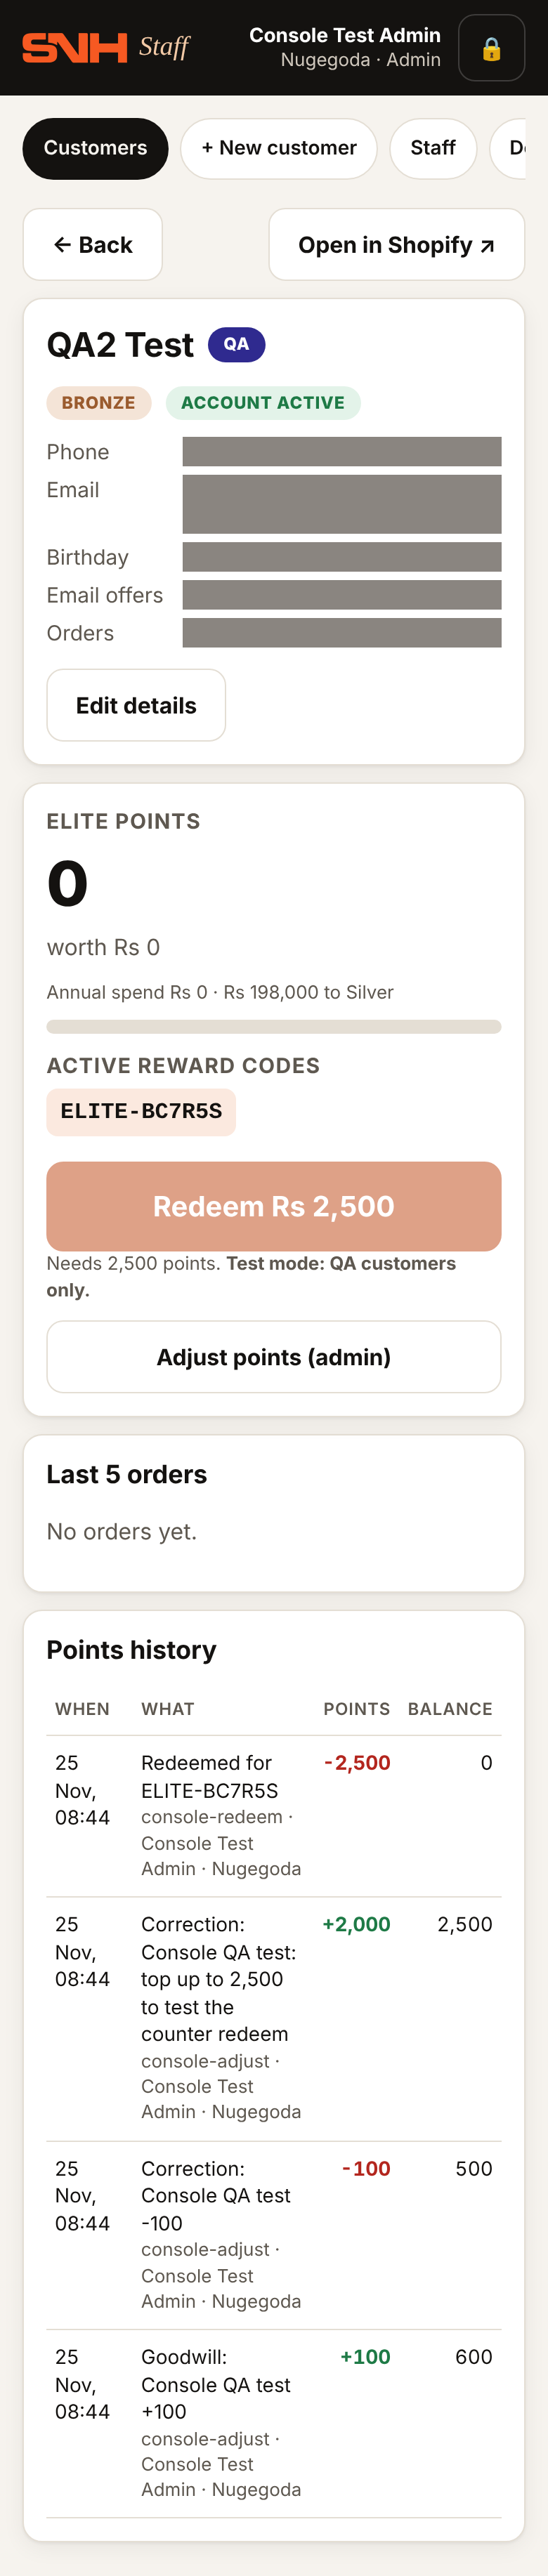 SNH Staff
Console Test Admin
Nugegoda · Admin
Customers
+ New customer
Staff
← Back
Open in Shopify ↗
QA2 Test QA
BRONZE ACCOUNT ACTIVE
Phone
Email
Birthday
Email offers
Orders
Edit details
ELITE POINTS
0
worth Rs 0
Annual spend Rs 0 · Rs 198,000 to Silver
ACTIVE REWARD CODES
ELITE-BC7R5S
Redeem Rs 2,500
Needs 2,500 points. Test mode: QA customers
only.
Adjust points (admin)
Last 5 orders
No orders yet.
Points history
WHEN WHAT POINTS BALANCE
25 Redeemed for -2,500 0
Nov, ELITE-BC7R5S
08:44 console-redeem ·
Console Test
Admin · Nugegoda
25 Correction: +2,000 2,500
Nov, Console QA test:
08:44 top up to 2,500
to test the
counter redeem
console-adjust ·
Console Test
Admin · Nugegoda
25 Correction: -100 500
Nov, Console QA test
08:44 -100
console-adjust ·
Console Test
Admin · Nugegoda
25 Goodwill: +100 600
Nov, Console QA test
08:44 +100
console-adjust ·
Console Test
Admin · Nugegoda